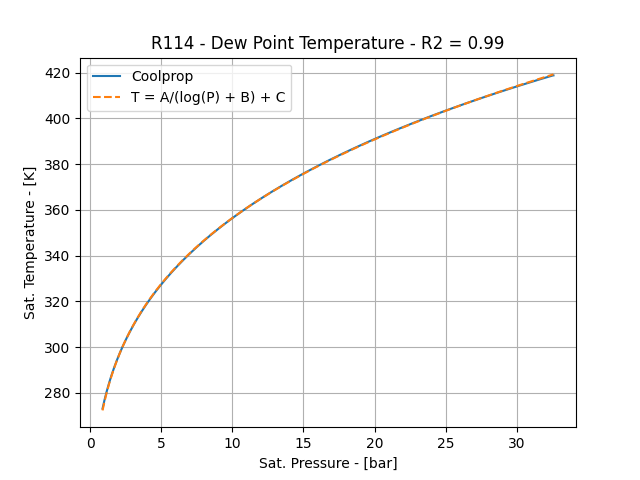 R114 - Dew Point Temperature - R2 = 0.99
Coolprop
T = A/(log(P) + B) + C
Sat. Temperature - [K]
420
400
380
360
340
320
300
280
0 5 10 15 20 25 30
Sat. Pressure - [bar]